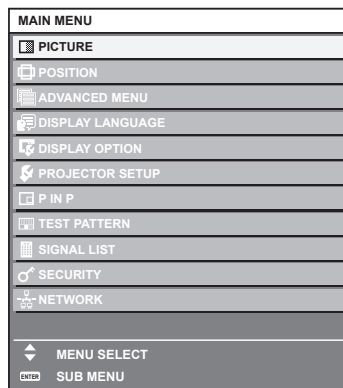 MAIN MENU
PICTURE
POSITION
ADVANCED MENU
DISPLAY LANGUAGE
DISPLAY OPTION
PROJECTOR SETUP
P IN P
TEST PATTERN
SIGNAL LIST
SECURITY
NETWORK
MENU SELECT
ENTER SUB MENU